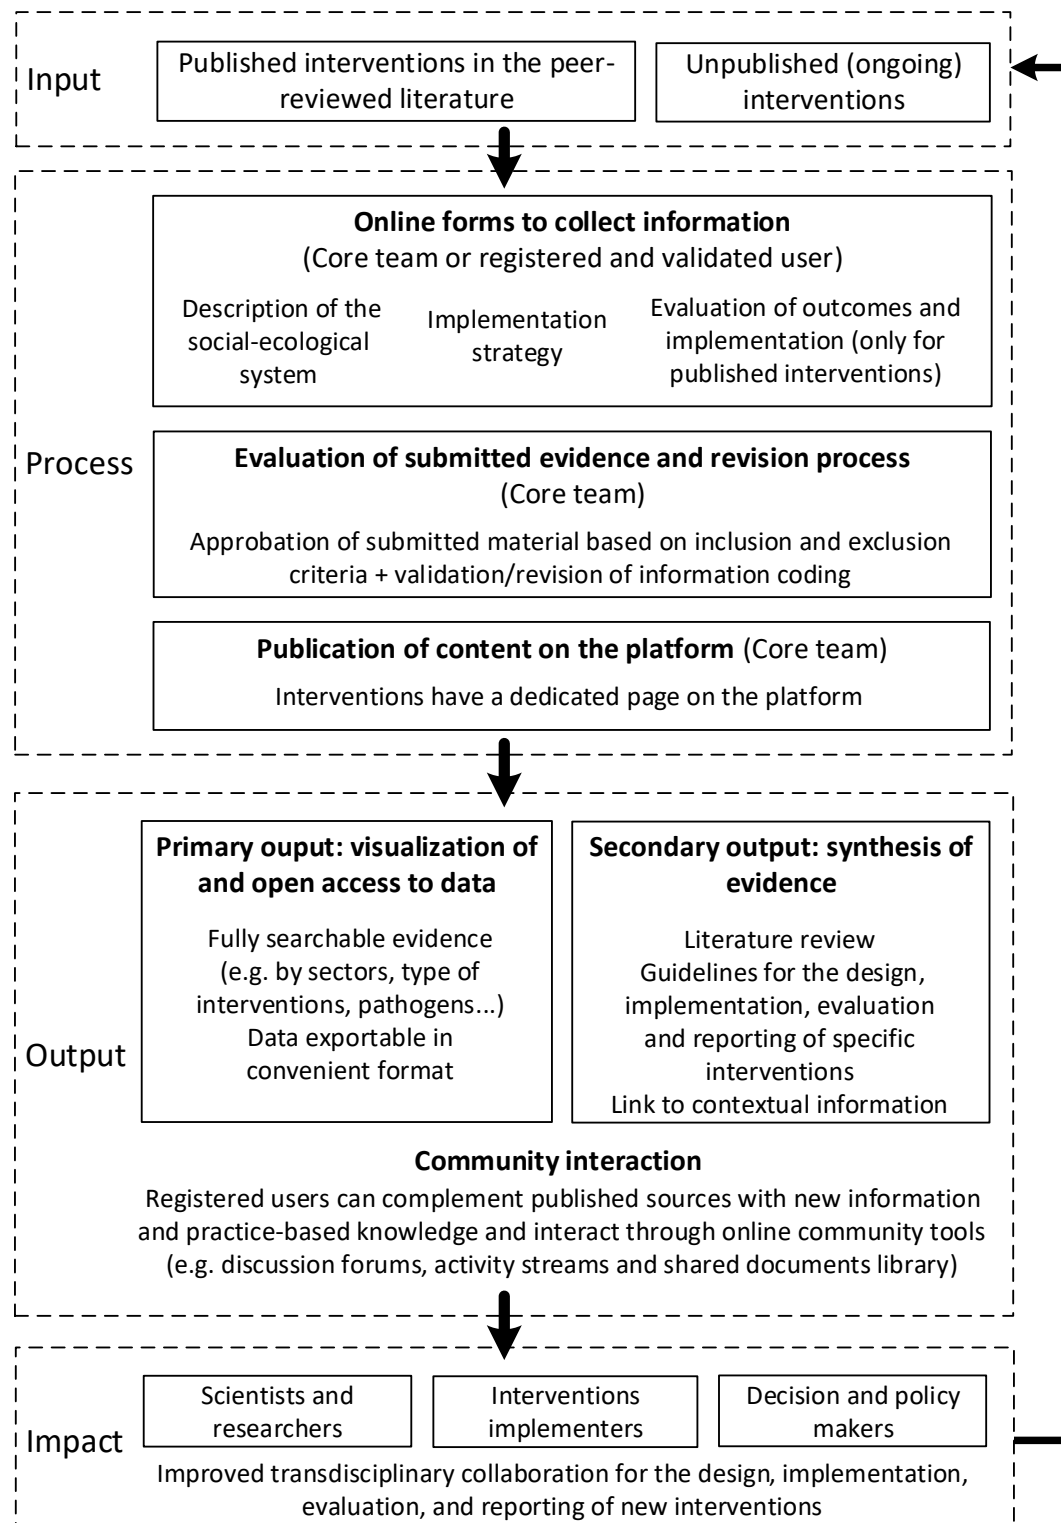 Input
Published interventions in the peer-
reviewed literature
Unpublished (ongoing)
interventions
Process
Online forms to collect information
(Core team or registered and validated user)
Description of the
social-ecological
system
Implementation
strategy
Evaluation of outcomes and
implementation (only for
published interventions)
Evaluation of submitted evidence and revision process
(Core team)
Approbation of submitted material based on inclusion and exclusion
criteria + validation/revision of information coding
Publication of content on the platform (Core team)
Interventions have a dedicated page on the platform
Output
Primary ouput: visualization of
and open access to data
Fully searchable evidence
(e.g. by sectors, type of
interventions, pathogens...)
Data exportable in
convenient format
Secondary output: synthesis of
evidence
Literature review
Guidelines for the design,
implementation, evaluation
and reporting of specific
interventions
Link to contextual information
Community interaction
Registered users can complement published sources with new information
and practice-based knowledge and interact through online community tools
(e.g. discussion forums, activity streams and shared documents library)
Impact
Scientists and
researchers
Interventions
implementers
Decision and policy
makers
Improved transdisciplinary collaboration for the design, implementation,
evaluation, and reporting of new interventions